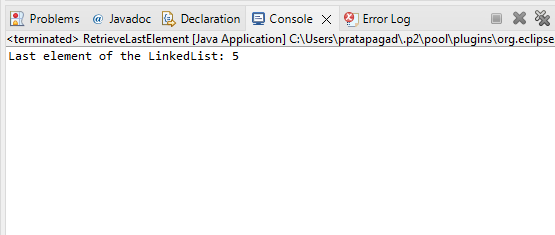 Problems @ Javadoc Declaration Console Error Log
<terminated> RetrieveLastElement [Java Application] C:\Users\pratapagad\.p2\pool\plugins\org.eclipse
Last element of the LinkedList: 5